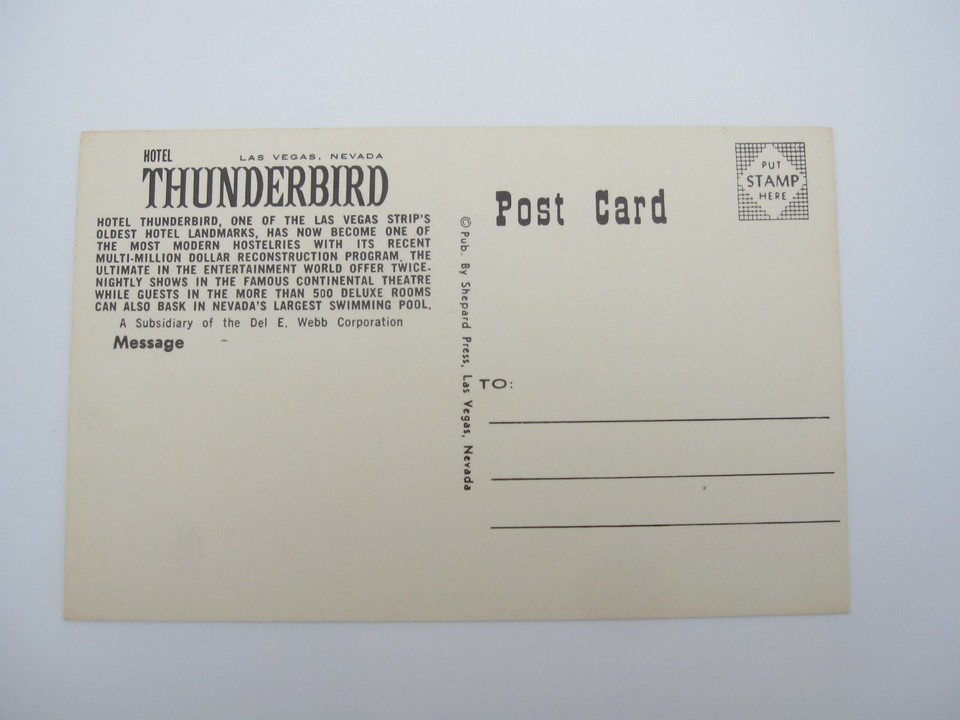 HOTEL LAS VEGAS, NEVADA
THUNDERBIRD
HOTEL THUNDERBIRD, ONE OF THE LAS VEGAS STRIP'S
OLDEST HOTEL LANDMARKS, HAS NOW BECOME ONE OF
THE MOST MODERN HOSTELRIES WITH ITS RECENT
MULTI-MILLION DOLLAR RECONSTRUCTION PROGRAM, THE
ULTIMATE IN THE ENTERTAINMENT WORLD OFFER TWICE-
NIGHTLY SHOWS IN THE FAMOUS CONTINENTAL THEATRE
WHILE GUESTS IN THE MORE THAN 500 DELUXE ROOMS
CAN ALSO BASK IN NEVADA'S LARGEST SWIMMING POOL.
A Subsidiary of the Del E. Webb Corporation
Message
© Pub. By Shepard Press, Las Vegas, Nevada
Post Card
PUT
STAMP
HERE
TO: